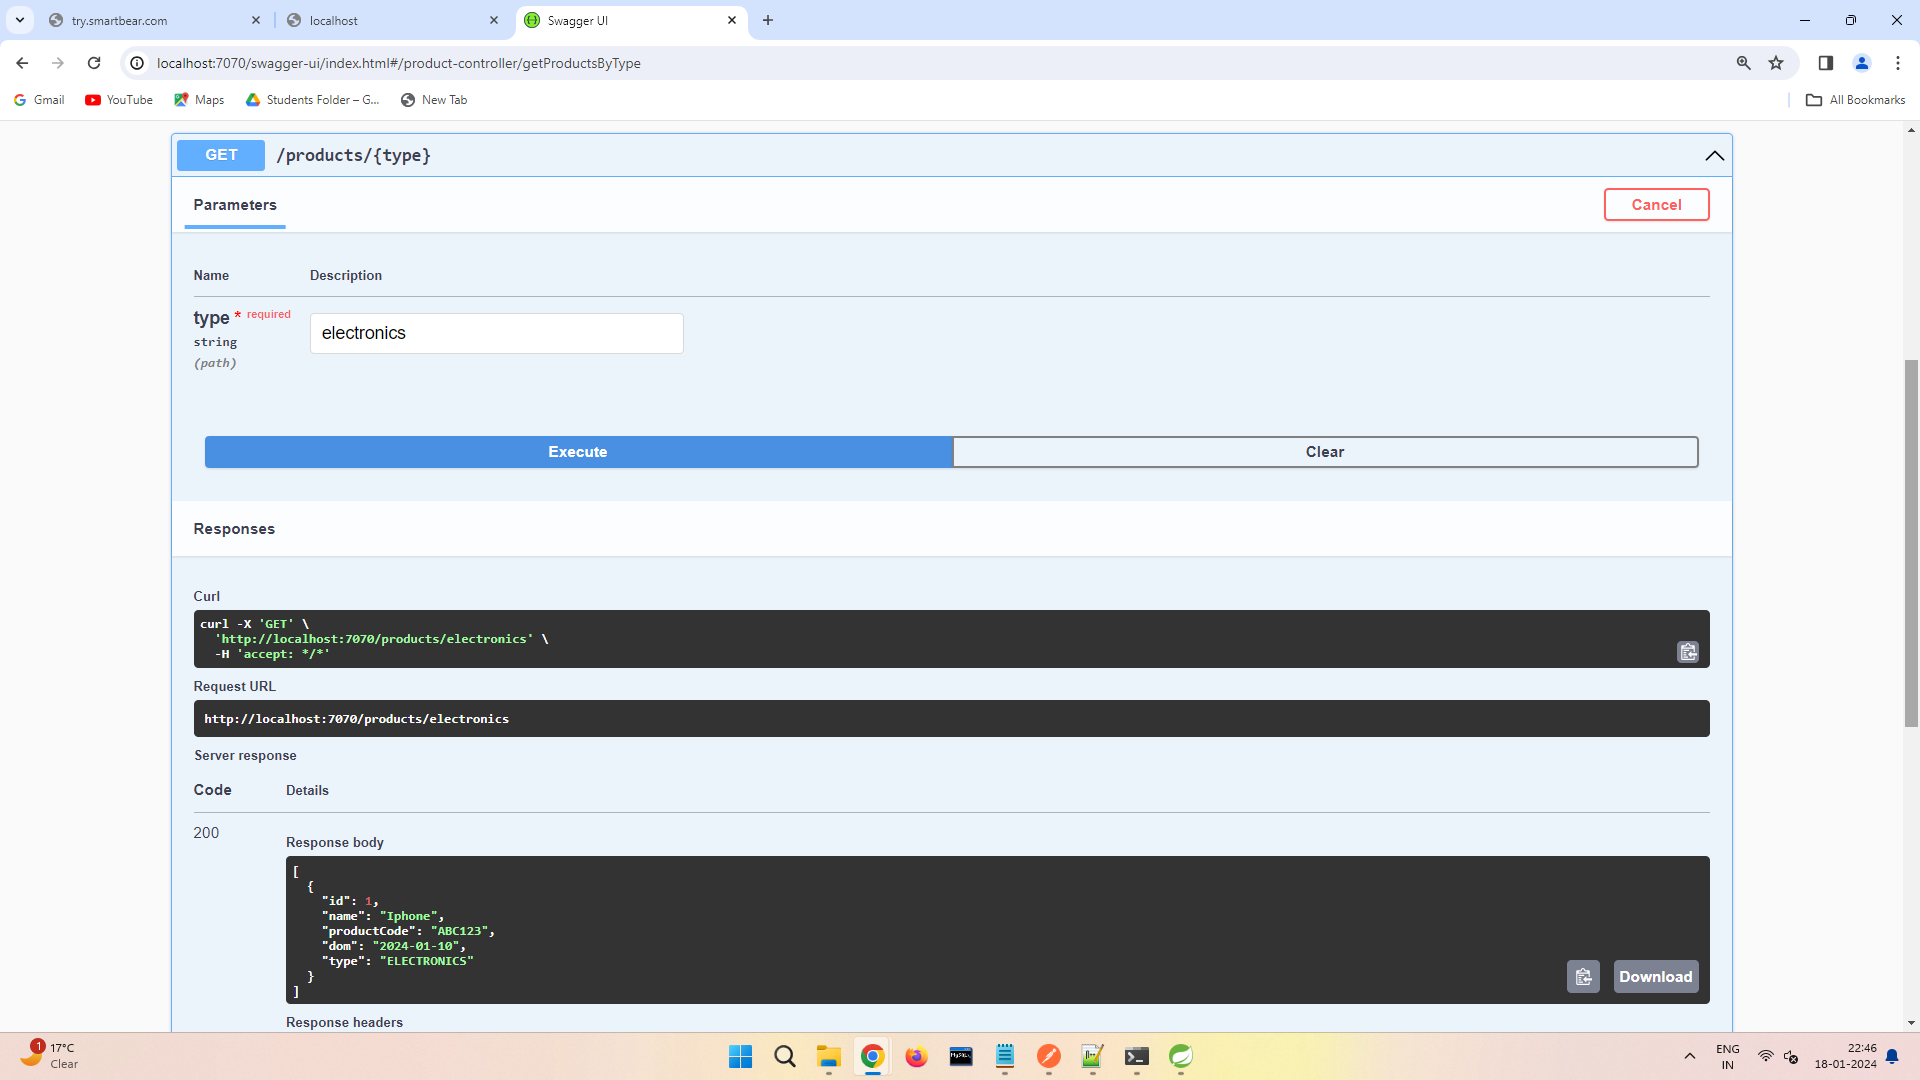 try.smartbear.com
localhost
Swagger UI
localhost:7070/swagger-ui/index.html#/product-controller/getProductsByType
Gmail
YouTube
Maps
Students Folder – G...
New Tab
All Bookmarks
GET /products/{type}
Parameters
Cancel
Name Description
type * required
string
(path)
electronics
Execute
Clear
Responses
Curl
curl -X 'GET' \
'http://localhost:7070/products/electronics' \
-H 'accept: */*'
Request URL
http://localhost:7070/products/electronics
Server response
Code Details
200
Response body
[
{
"id": 1,
"name": "Iphone",
"productCode": "ABC123",
"dom": "2024-01-10",
"type": "ELECTRONICS"
}
]
Download
Response headers
1
17°C
Clear
MySQL
ENG
IN
22:46
18-01-2024